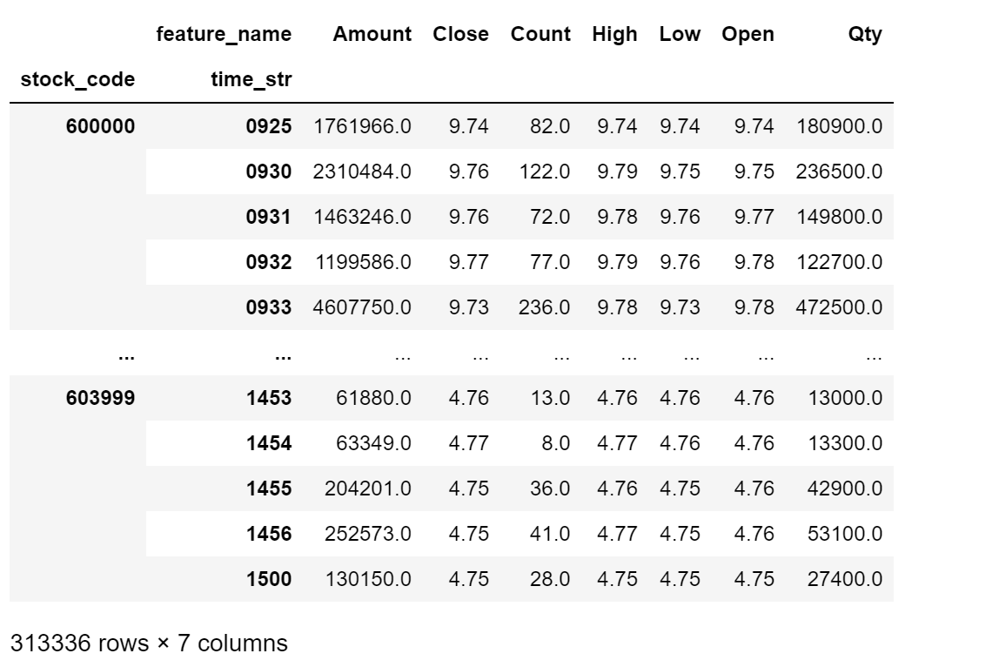 feature_name Amount Close Count High Low Open Qty
stock_code time_str
600000 0925 1761966.0 9.74 82.0 9.74 9.74 9.74 180900.0
0930 2310484.0 9.76 122.0 9.79 9.75 9.75 236500.0
0931 1463246.0 9.76 72.0 9.78 9.76 9.77 149800.0
0932 1199586.0 9.77 77.0 9.79 9.76 9.78 122700.0
0933 4607750.0 9.73 236.0 9.78 9.73 9.78 472500.0
... ... ... ... ... ... ... ... ...
603999 1453 61880.0 4.76 13.0 4.76 4.76 4.76 13000.0
1454 63349.0 4.77 8.0 4.77 4.76 4.76 13300.0
1455 204201.0 4.75 36.0 4.76 4.75 4.76 42900.0
1456 252573.0 4.75 41.0 4.77 4.75 4.76 53100.0
1500 130150.0 4.75 28.0 4.75 4.75 4.75 27400.0
313336 rows × 7 columns